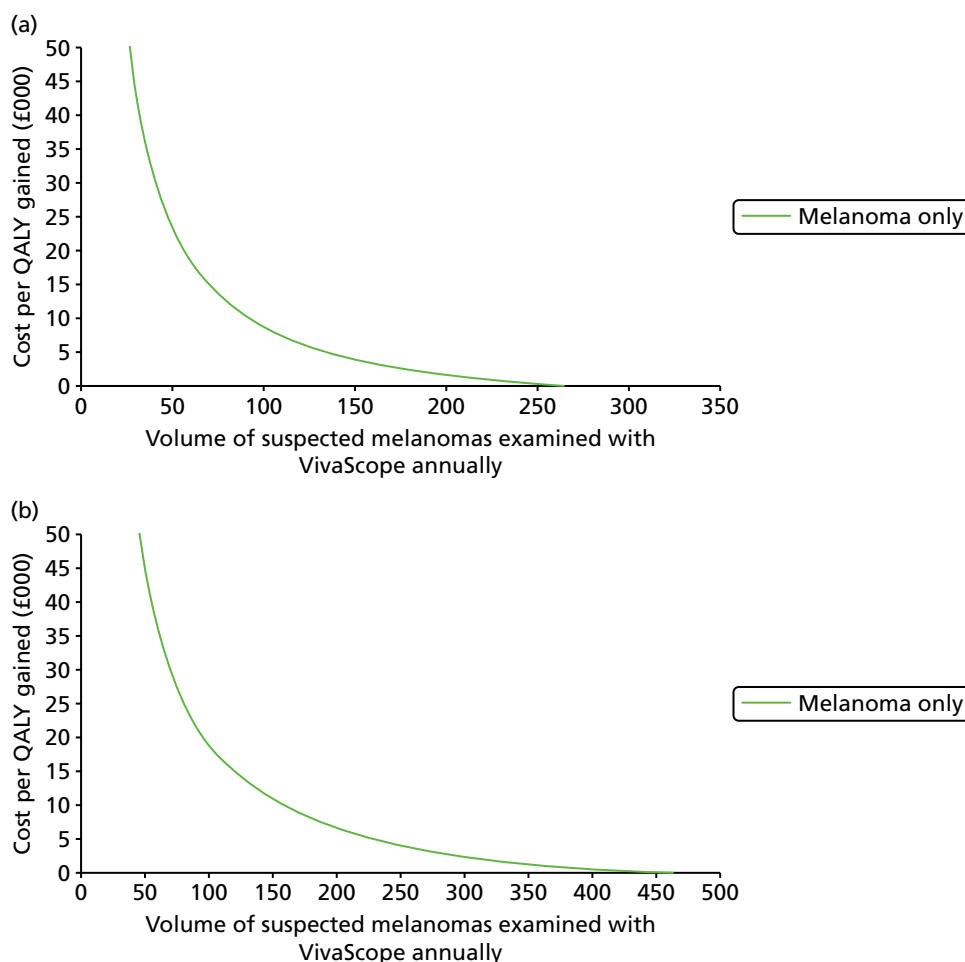 (a)
50
45
40
35
30
25
20
15
10
5
0
Cost per QALY gained (£000)
0 50 100 150 200 250 300 350
Volume of suspected melanomas examined with
VivaScope annually
Melanoma only
(b)
50
45
40
35
30
25
20
15
10
5
0
Cost per QALY gained (£000)
0 50 100 150 200 250 300 350 400 450 500
Volume of suspected melanomas examined with
VivaScope annually
Melanoma only